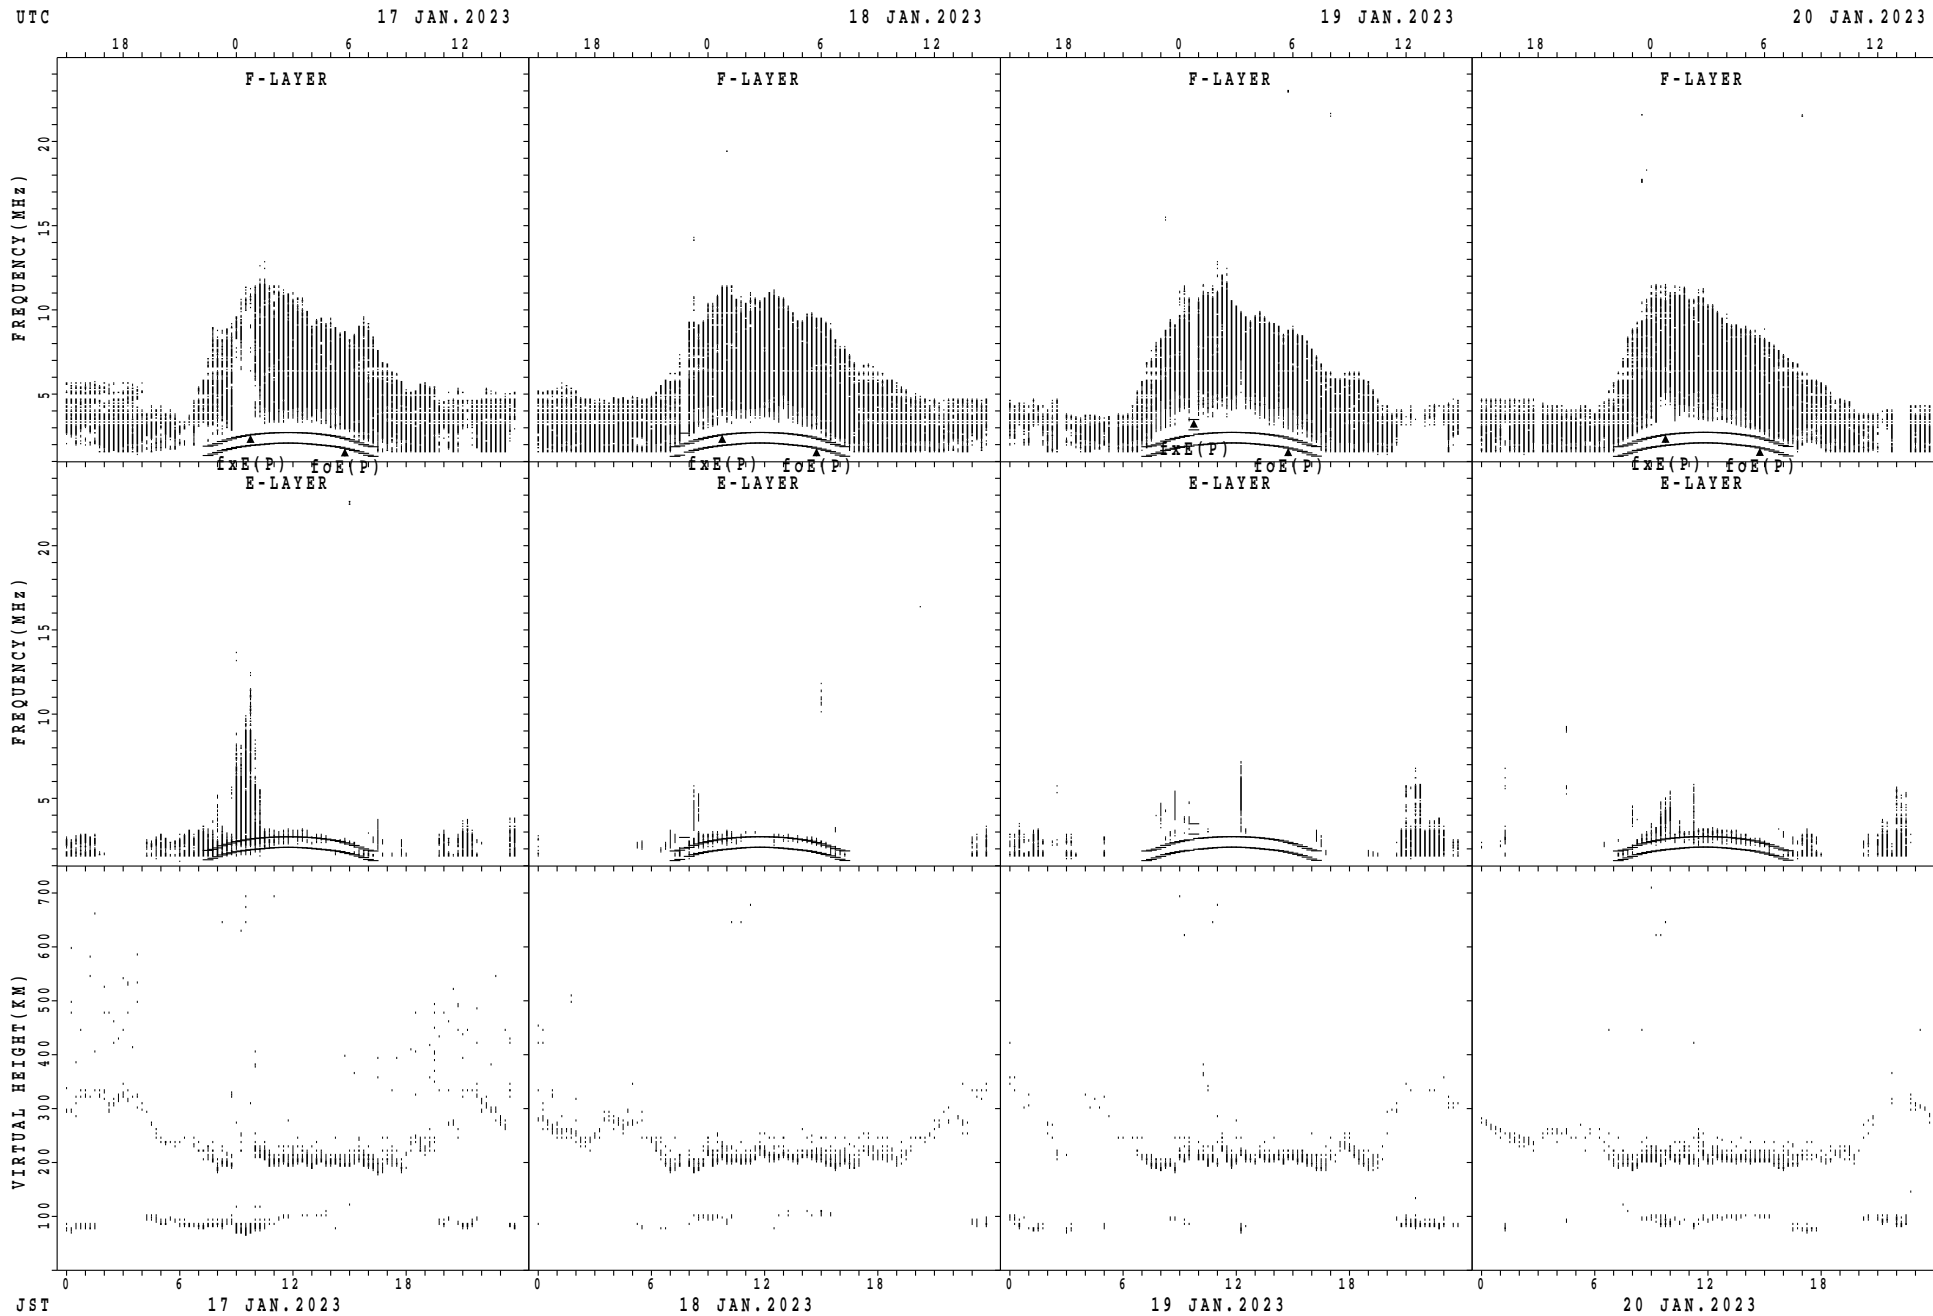 UTC 17 JAN.2023 18 JAN.2023 19 JAN.2023 20 JAN.2023
18 0 6 12 18 0 6 12 18 0 6 12 18 0 6 12
F-LAYER F-LAYER F-LAYER F-LAYER
FREQUENCY(MHz)
20
15
10
5
fxE(P) foE(P) fxE(P) foE(P) fxE(P) foE(P) fxE(P) foE(P)
E-LAYER E-LAYER E-LAYER E-LAYER
FREQUENCY(MHz)
20
15
10
5
VIRTUAL HEIGHT(KM)
700
600
500
400
300
200
100
0 6 12 18 0 6 12 18 0 6 12 18 0 6 12 18
JST 17 JAN.2023 18 JAN.2023 19 JAN.2023 20 JAN.2023